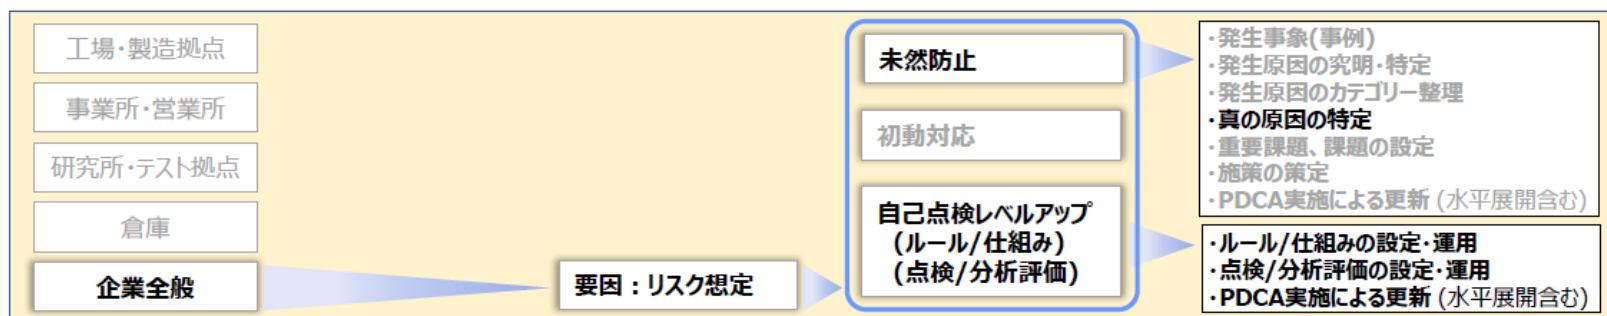 工場・製造拠点
事業所・営業所
研究所・テスト拠点
倉庫
企業全般
要因：リスク想定
未然防止
初動対応
自己点検レベルアップ
(ルール/仕組み)
(点検/分析評価)
・発生事象(事例)
・発生原因の究明・特定
・発生原因のカテゴリー整理
・真の原因の特定
・重要課題、課題の設定
・施策の策定
・PDCA実施による更新 (水平展開含む)
・ルール/仕組みの設定・運用
・点検/分析評価の設定・運用
・PDCA実施による更新 (水平展開含む)